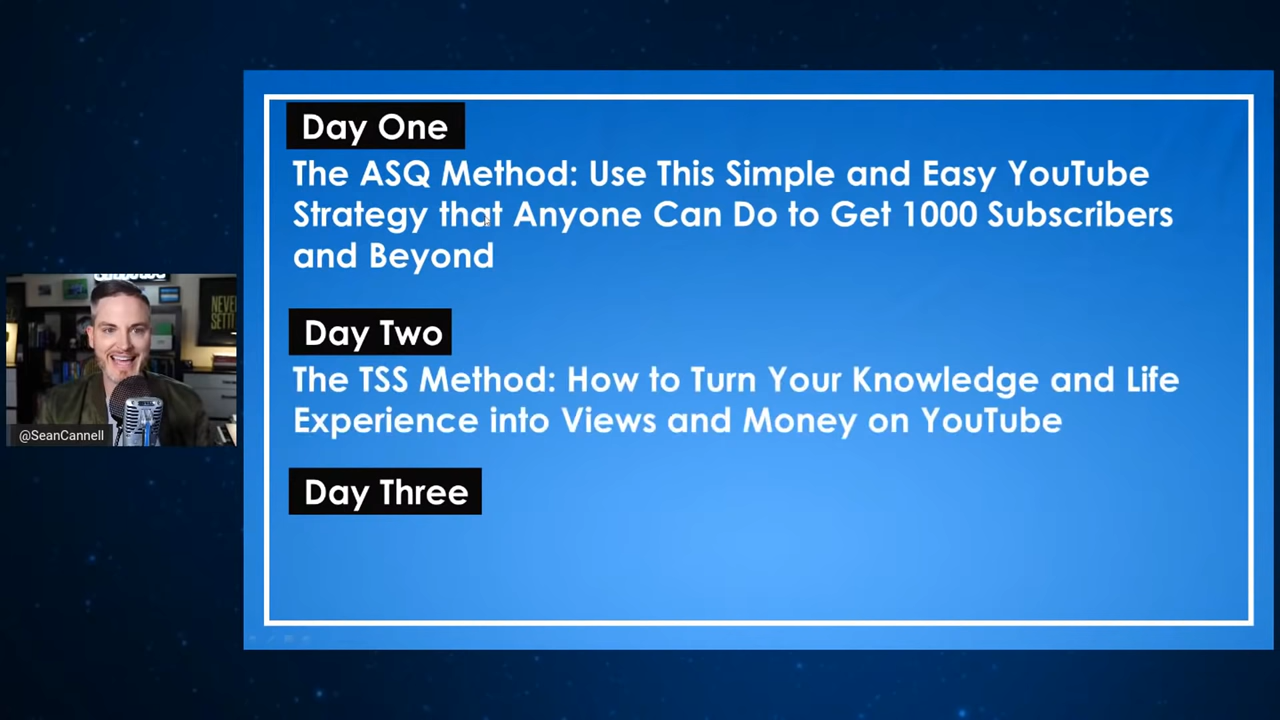 Day One
The ASQ Method: Use This Simple and Easy YouTube
Strategy that Anyone Can Do to Get 1000 Subscribers
and Beyond
Day Two
The TSS Method: How to Turn Your Knowledge and Life
Experience into Views and Money on YouTube
Day Three
NEVER
SETTL
@SeanCannell